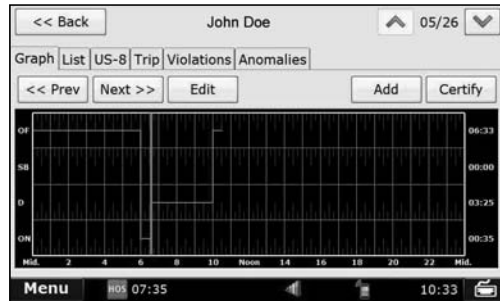 << Back John Doe 05/26
Graph List US-8 Trip Violations Anomalies
<< Prev Next >> Edit Add Certify
OF 06:33
SB 00:00
D 03:25
ON 00:35
Mid. 2 4 6 8 10 Noon 14 16 18 20 22 Mid.
Menu HOS 07:35 10:33